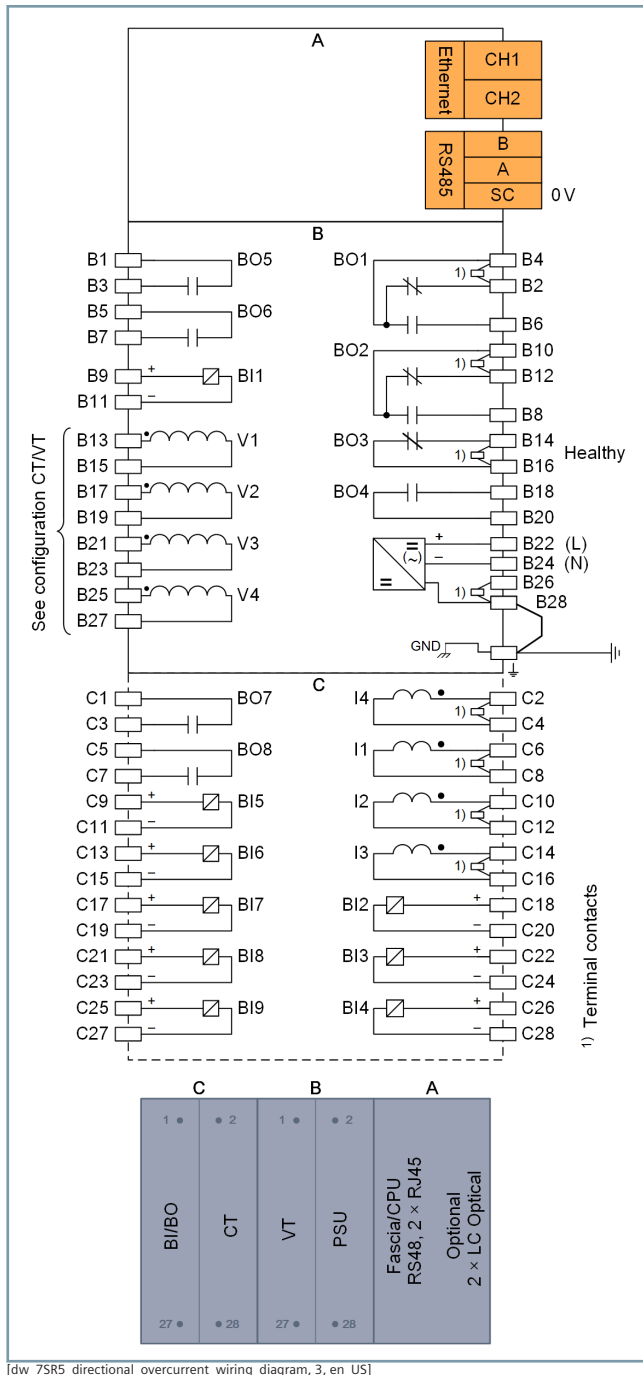 A
Ethernet
CH1
CH2
RS485
B
A
SC
0 V
B
B1
BO5
BO1
B4
B3
1)
B2
B5
BO6
B7
B6
BO2
B10
B9
+
BI1
1)
B12
B11
–
B8
B13
V1
BO3
B14
Healthy
B15
1)
B16
B17
V2
BO4
B18
B19
B20
B21
V3
+
B22 (L)
B23
(~)
–
B24 (N)
B25
V4
B26
B27
1)
B28
See configuration CT/VT
GND
C
C1
BO7
I4
C2
C3
1)
C4
C5
BO8
I1
C6
C7
1)
C8
C9
+
BI5
I2
C10
C11
–
1)
C12
C13
+
BI6
I3
C14
C15
–
1)
C16
C17
+
BI7
BI2
+
C18
C19
–
–
C20
C21
+
BI8
BI3
+
C22
C23
–
–
C24
C25
+
BI9
BI4
+
C26
C27
–
–
C28
1) Terminal contacts
C
B
A
1
2
1
2
BI/BO
CT
VT
PSU
Fascia/CPU
RS48, 2 × RJ45
Optional
2 × LC Optical
27
28
27
28
[dw_7SR5_directional_overcurrent_wiring_diagram, 3, en_US]